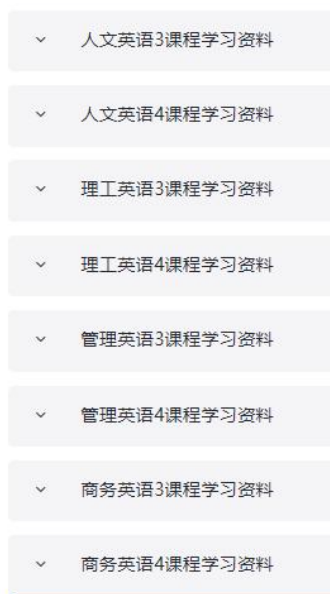 人文英语3课程学习资料
人文英语4课程学习资料
理工英语3课程学习资料
理工英语4课程学习资料
管理英语3课程学习资料
管理英语4课程学习资料
商务英语3课程学习资料
商务英语4课程学习资料